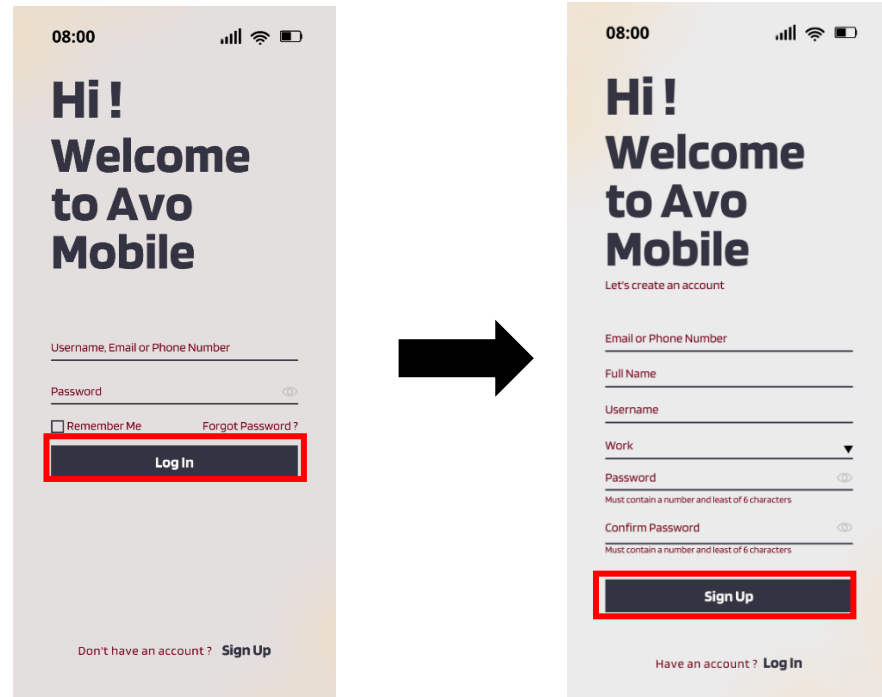 08:00
Hi !
Welcome
to Avo
Mobile
Username, Email or Phone Number
Password
Remember Me Forgot Password ?
Log In
Don't have an account ? Sign Up
08:00
Hi !
Welcome
to Avo
Mobile
Let's create an account
Email or Phone Number
Full Name
Username
Work
Password
Must contain a number and least of 6 characters
Confirm Password
Must contain a number and least of 6 characters
Sign Up
Have an account ? Log In